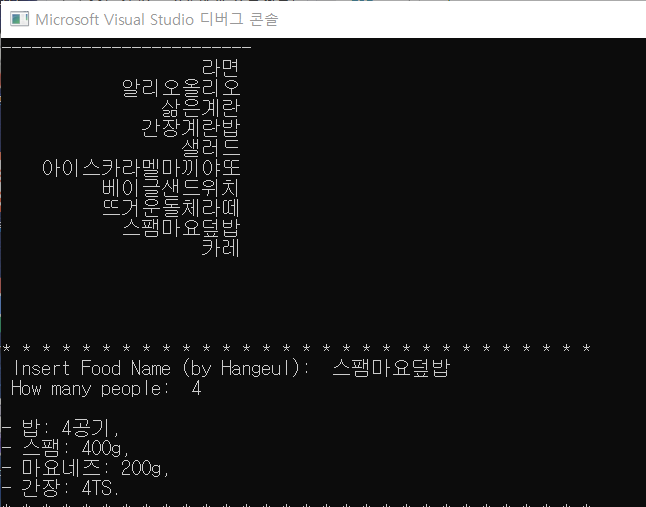 Microsoft Visual Studio 디버그 콘솔
-------------------------
라면
알리오올리오
삶은계란
간장계란밥
샐러드
아이스카라멜마끼야또
베이글샌드위치
뜨거운돌체라떼
스팸마요덮밥
카레
* * * * * * * * * * * * * * * * * * * * * * * * * * * * * *
Insert Food Name (by Hangeul):  스팸마요덮밥
How many people:  4
- 밥: 4공기,
- 스팸: 400g,
- 마요네즈: 200g,
- 간장: 4TS.
* * * * * * * * * * * * * * * * * * * * * * * * * * * * * *